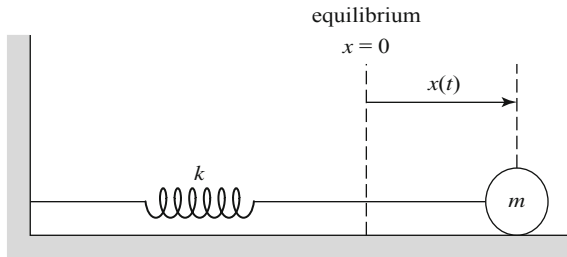 equilibrium
x = 0
x(t)
k
m